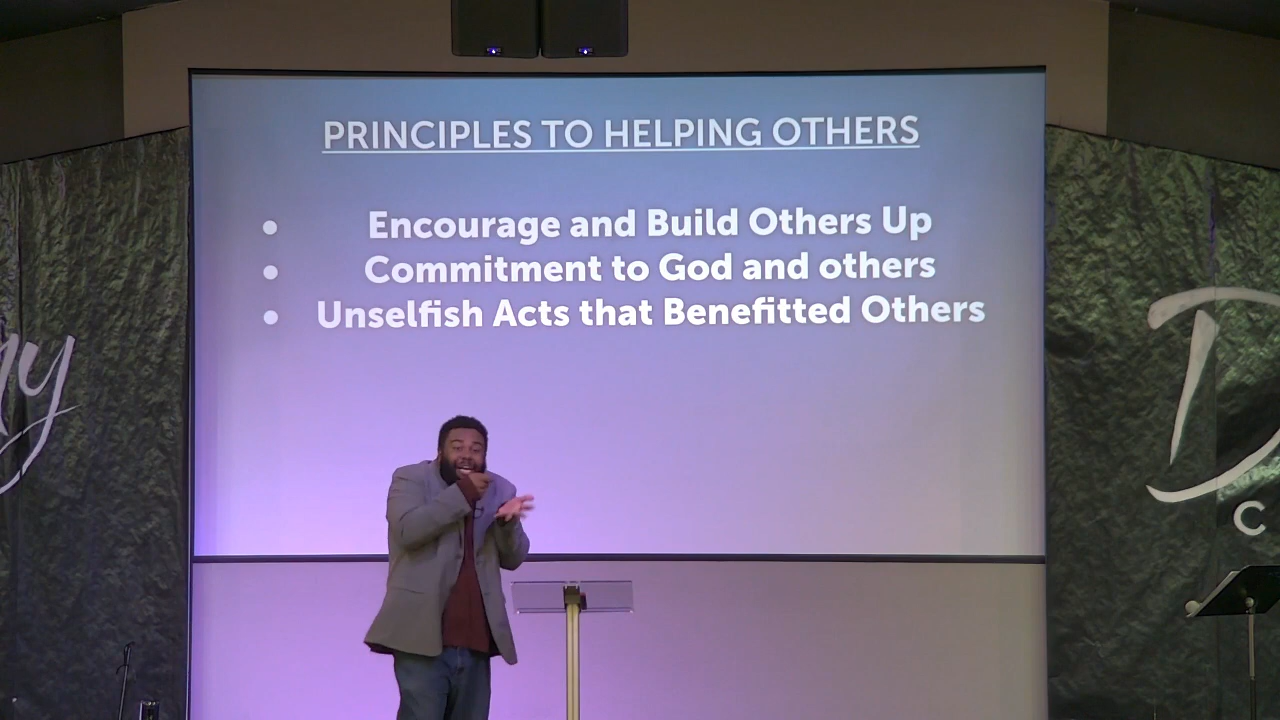 PRINCIPLES TO HELPING OTHERS
• Encourage and Build Others Up
• Commitment to God and others
• Unselfish Acts that Benefitted Others